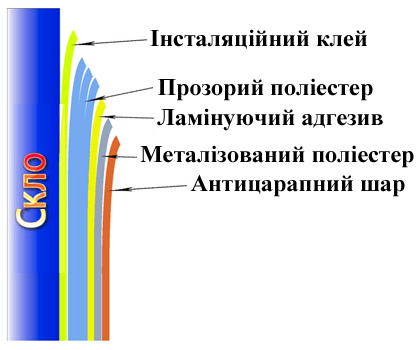 Інсталяційний клей
Прозорий поліестер
Ламінуючий адгезив
Металізований поліестер
Антицарапний шар
Скло